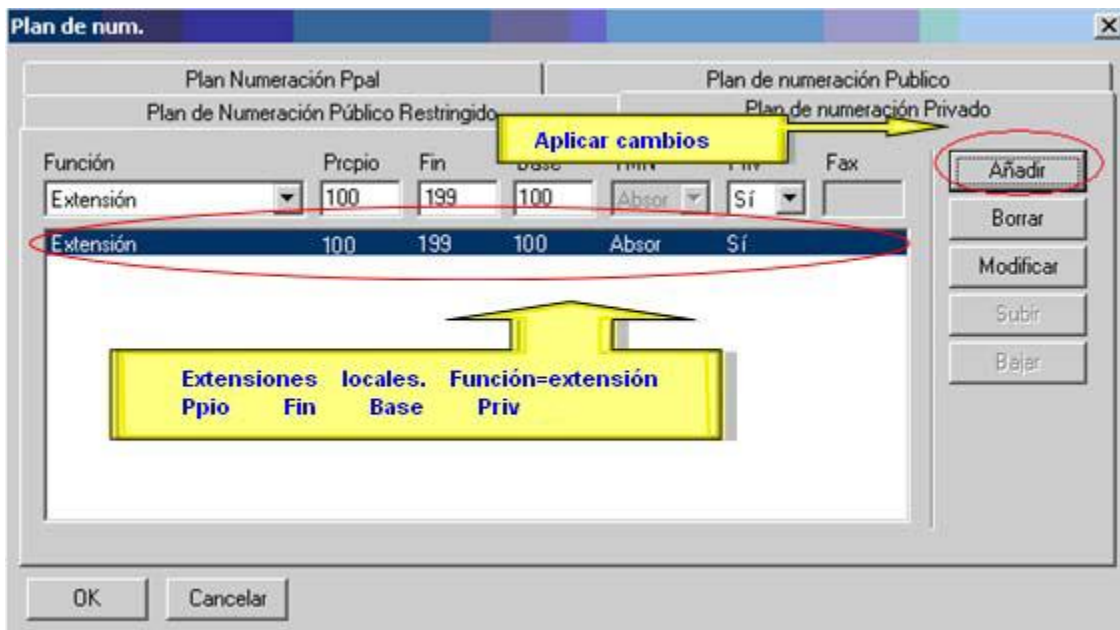 Plan de num.
Plan Numeración Ppal
Plan de numeración Publico
Plan de Numeración Público Restringido
Plan de numeración Privado
Aplicar cambios
Función Prcpio Fin Fax
Extensión 100 199 100 Absor Sí
Extensión 100 199 100 Absor Sí
Añadir
Borrar
Modificar
Subir
Bajar
Extensiones locales. Función=extensión
Ppio Fin Base Priv
OK Cancelar